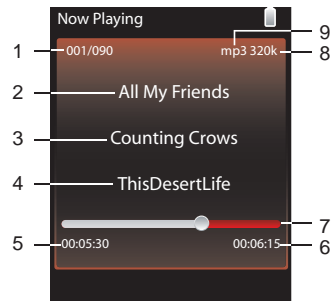 Now Playing
9
1 001/090 mp3 320k 8
2 All My Friends
3 Counting Crows
4 ThisDesertLife
7
5 00:05:30 00:06:15 6